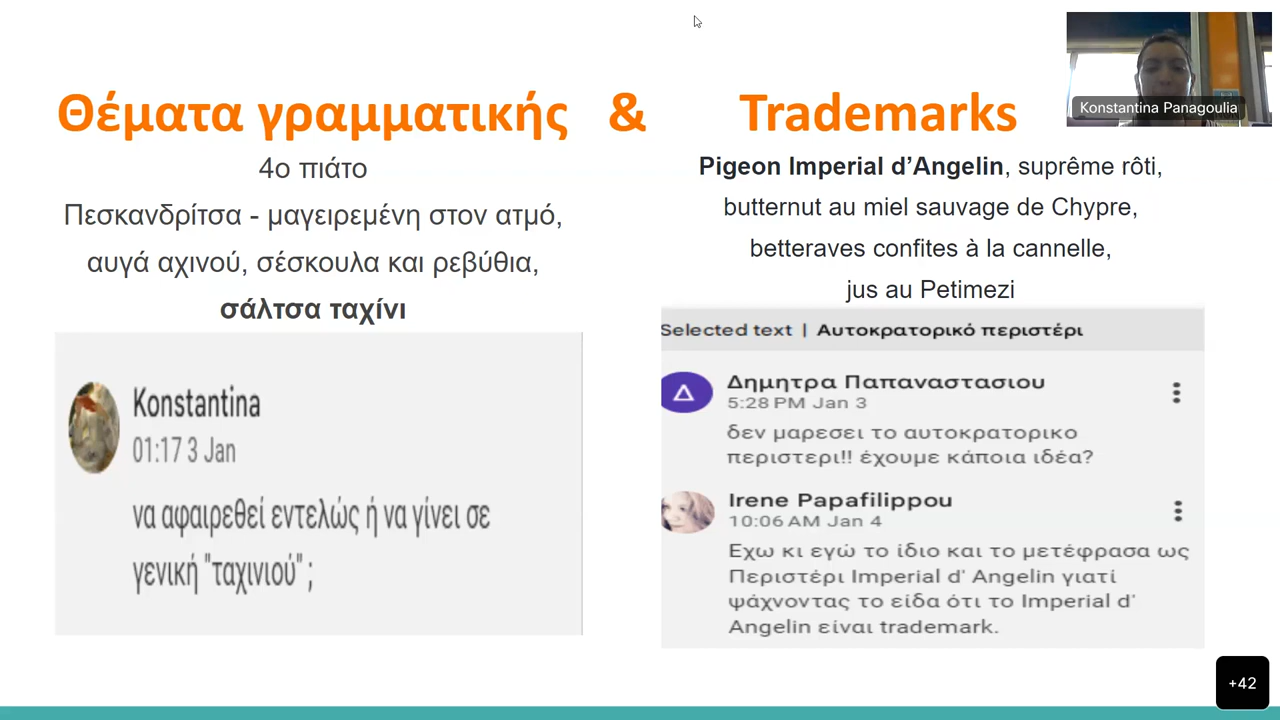 Θέματα γραμματικής & Trademarks
4ο πιάτο
Πεσκανδρίτσα - μαγειρεμένη στον ατμό,
αυγά αχινού, σέσκουλα και ρεβύθια,
σάλτσα ταχίνι
Konstantina
01:17 3 Jan
να αφαιρεθεί εντελώς ή να γίνει σε
γενική "ταχινιού" ;
Pigeon Imperial d’Angelin, suprême rôti,
butternut au miel sauvage de Chypre,
betteraves confites à la cannelle,
jus au Petimezi
Selected text | Αυτοκρατορικό περιστέρι
Δ
Δημητρα Παπαναστασιου
5:28 PM Jan 3
δεν μαρεσει το αυτοκρατορικο
περιστερι!! έχουμε κάποια ιδέα?
Irene Papafilippou
10:06 AM Jan 4
Εχω κι εγώ το ίδιο και το μετέφρασα ως
Περιστέρι Imperial d' Angelin γιατί
ψάχνοντας το είδα ότι το Imperial d'
Angelin είναι trademark.
Konstantina Panagoulia
+42